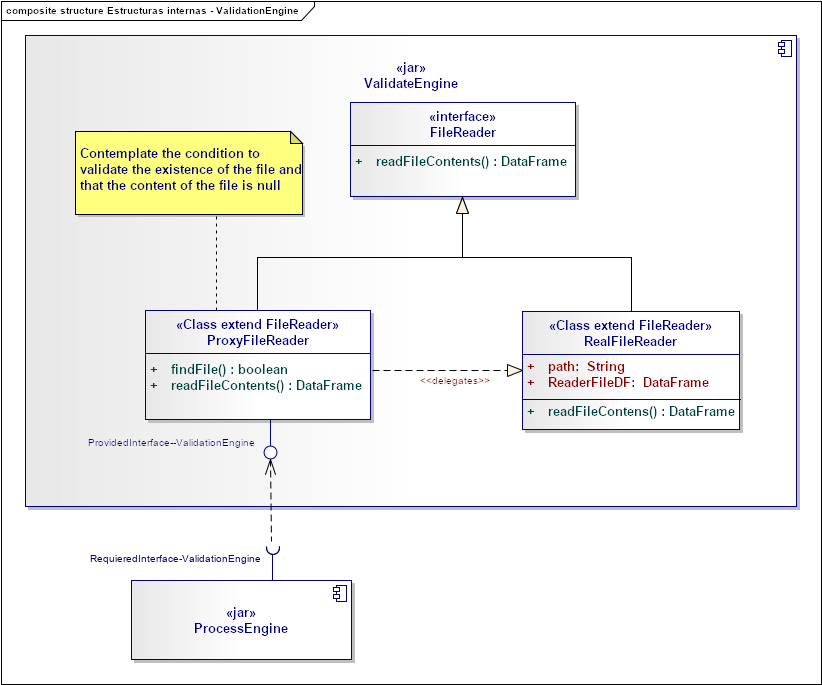 composite structure Estructuras internas - ValidationEngine
«jar»
ValidateEngine
«interface»
FileReader
+ readFileContents() : DataFrame
Contemplate the condition to
validate the existence of the file and
that the content of the file is null
«Class extend FileReader»
ProxyFileReader
+ findFile() : boolean
+ readFileContents() : DataFrame
«Class extend FileReader»
RealFileReader
+ path: String
+ ReaderFileDF: DataFrame
+ readFileContens() : DataFrame
<<delegates>>
ProvidedInterface--ValidationEngine
RequieredInterface-ValidationEngine
«jar»
ProcessEngine